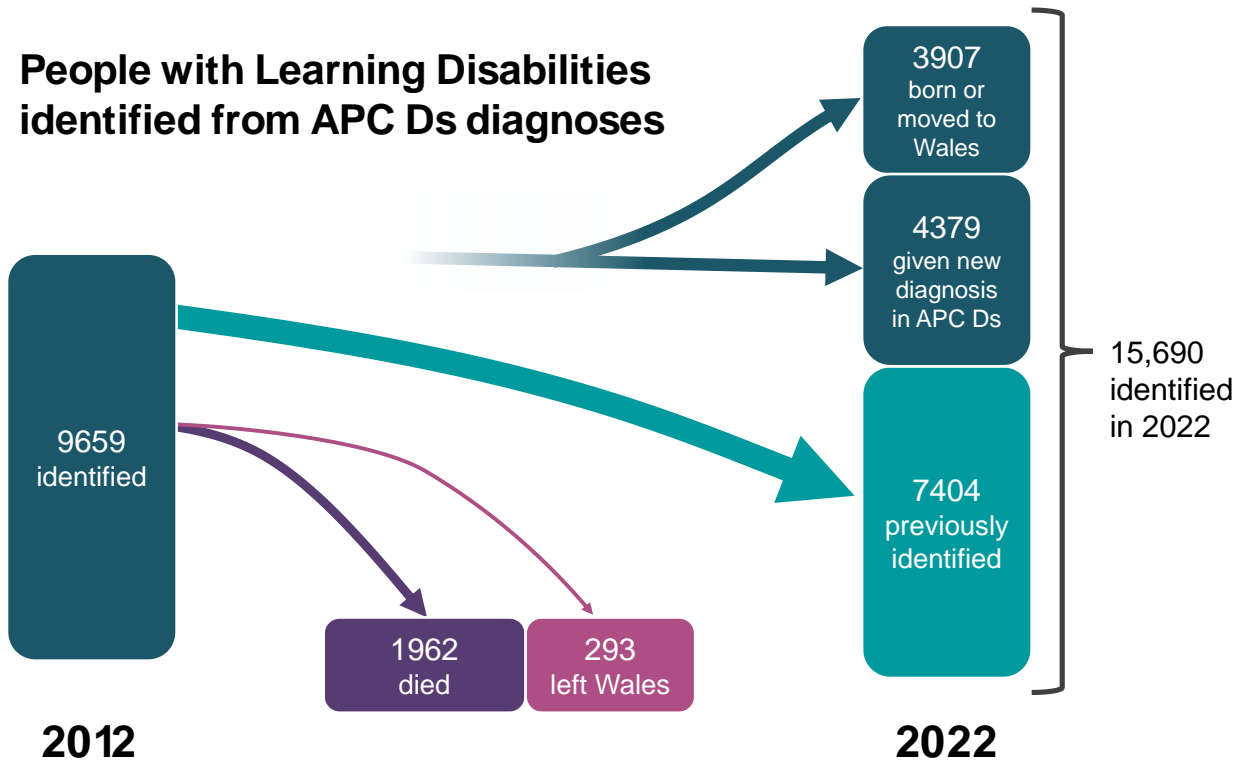 People with Learning Disabilities
identified from APC Ds diagnoses
9659
identified
1962
died
293
left Wales
3907
born or
moved to
Wales
4379
given new
diagnosis
in APC Ds
7404
previously
identified
15,690
identified
in 2022
2012
2022